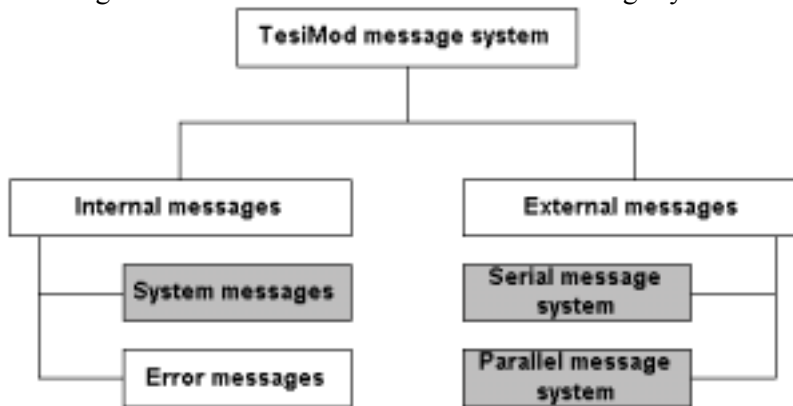 TesiMod message system
Internal messages
External messages
System messages
Serial message
system
Error messages
Parallel message
system